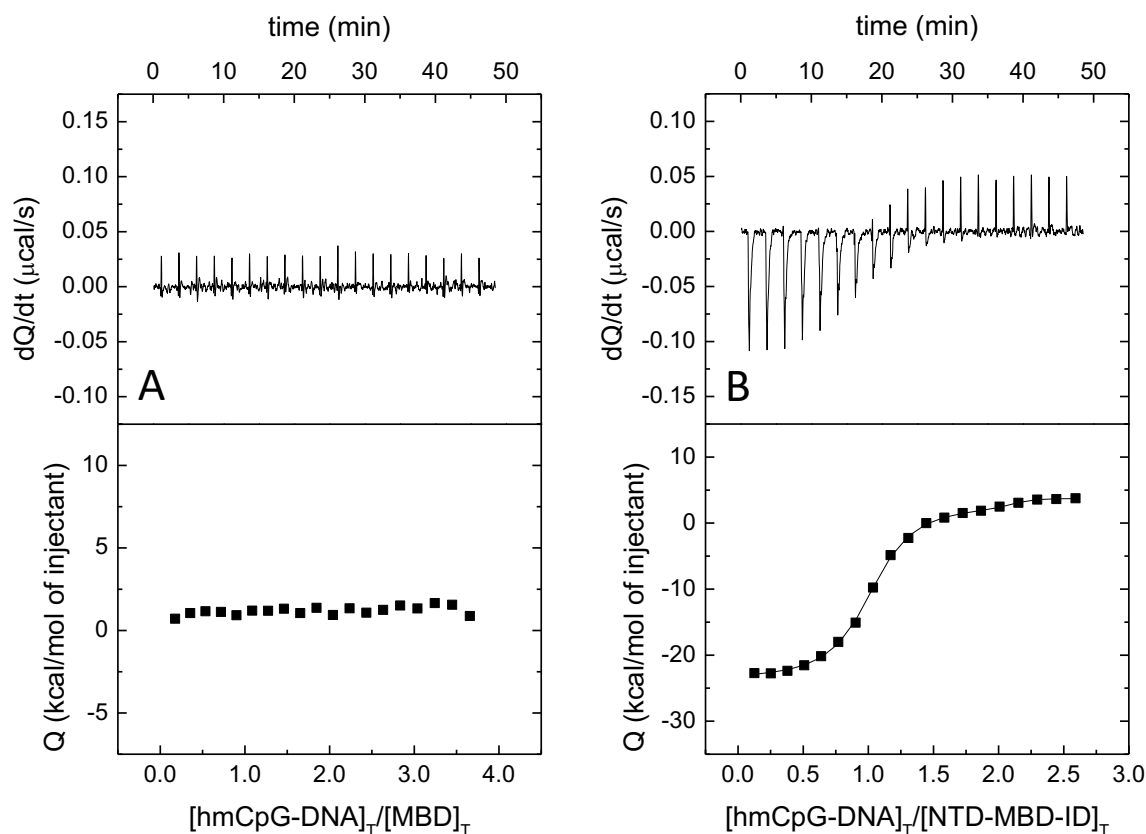 time (min)
0 10 20 30 40 50
0.15
0.10
0.05
0.00
-0.05
-0.10
dQ/dt (μcal/s)
A
10
5
0
-5
Q (kcal/mol of injectant)
0.0 1.0 2.0 3.0 4.0
[hmCpG-DNA]T/[MBD]T
time (min)
0 10 20 30 40 50
0.10
0.05
0.00
-0.05
-0.10
-0.15
dQ/dt (μcal/s)
B
10
0
-10
-20
-30
Q (kcal/mol of injectant)
0.0 0.5 1.0 1.5 2.0 2.5 3.0
[hmCpG-DNA]T/[NTD-MBD-ID]T